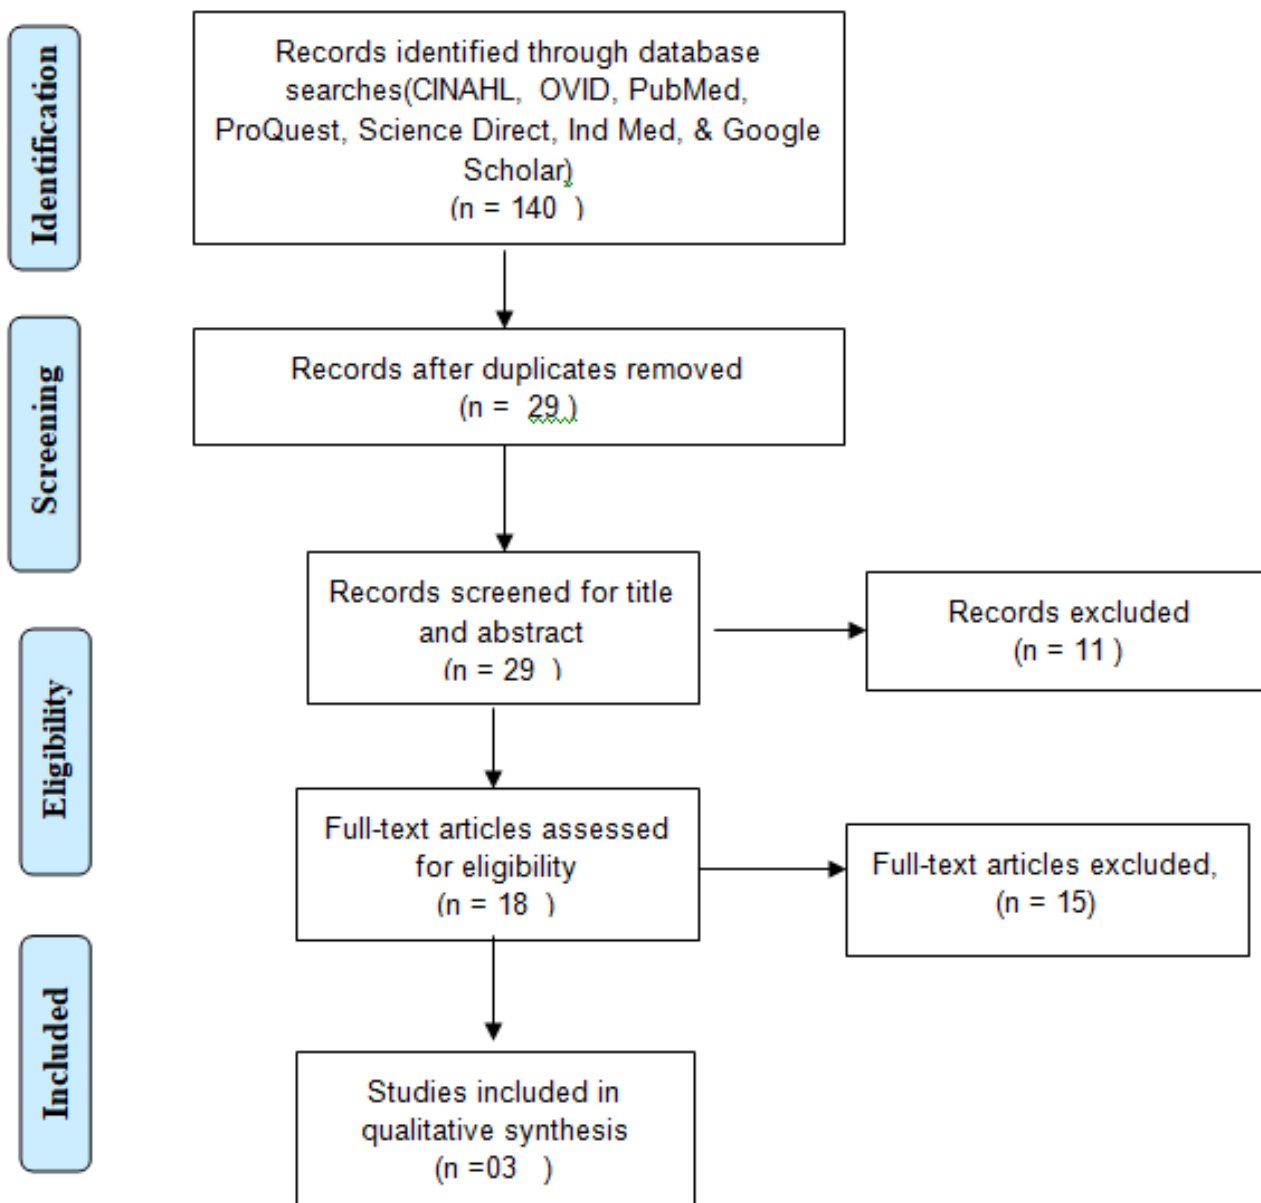 Identification
Records identified through database
searches(CINAHL, OVID, PubMed,
ProQuest, Science Direct, Ind Med, & Google
Scholar)
(n = 140 )
Screening
Records after duplicates removed
(n = 29 )
Records screened for title
and abstract
(n = 29 )
Records excluded
(n = 11 )
Eligibility
Full-text articles assessed
for eligibility
(n = 18 )
Full-text articles excluded,
(n = 15)
Included
Studies included in
qualitative synthesis
(n =03 )